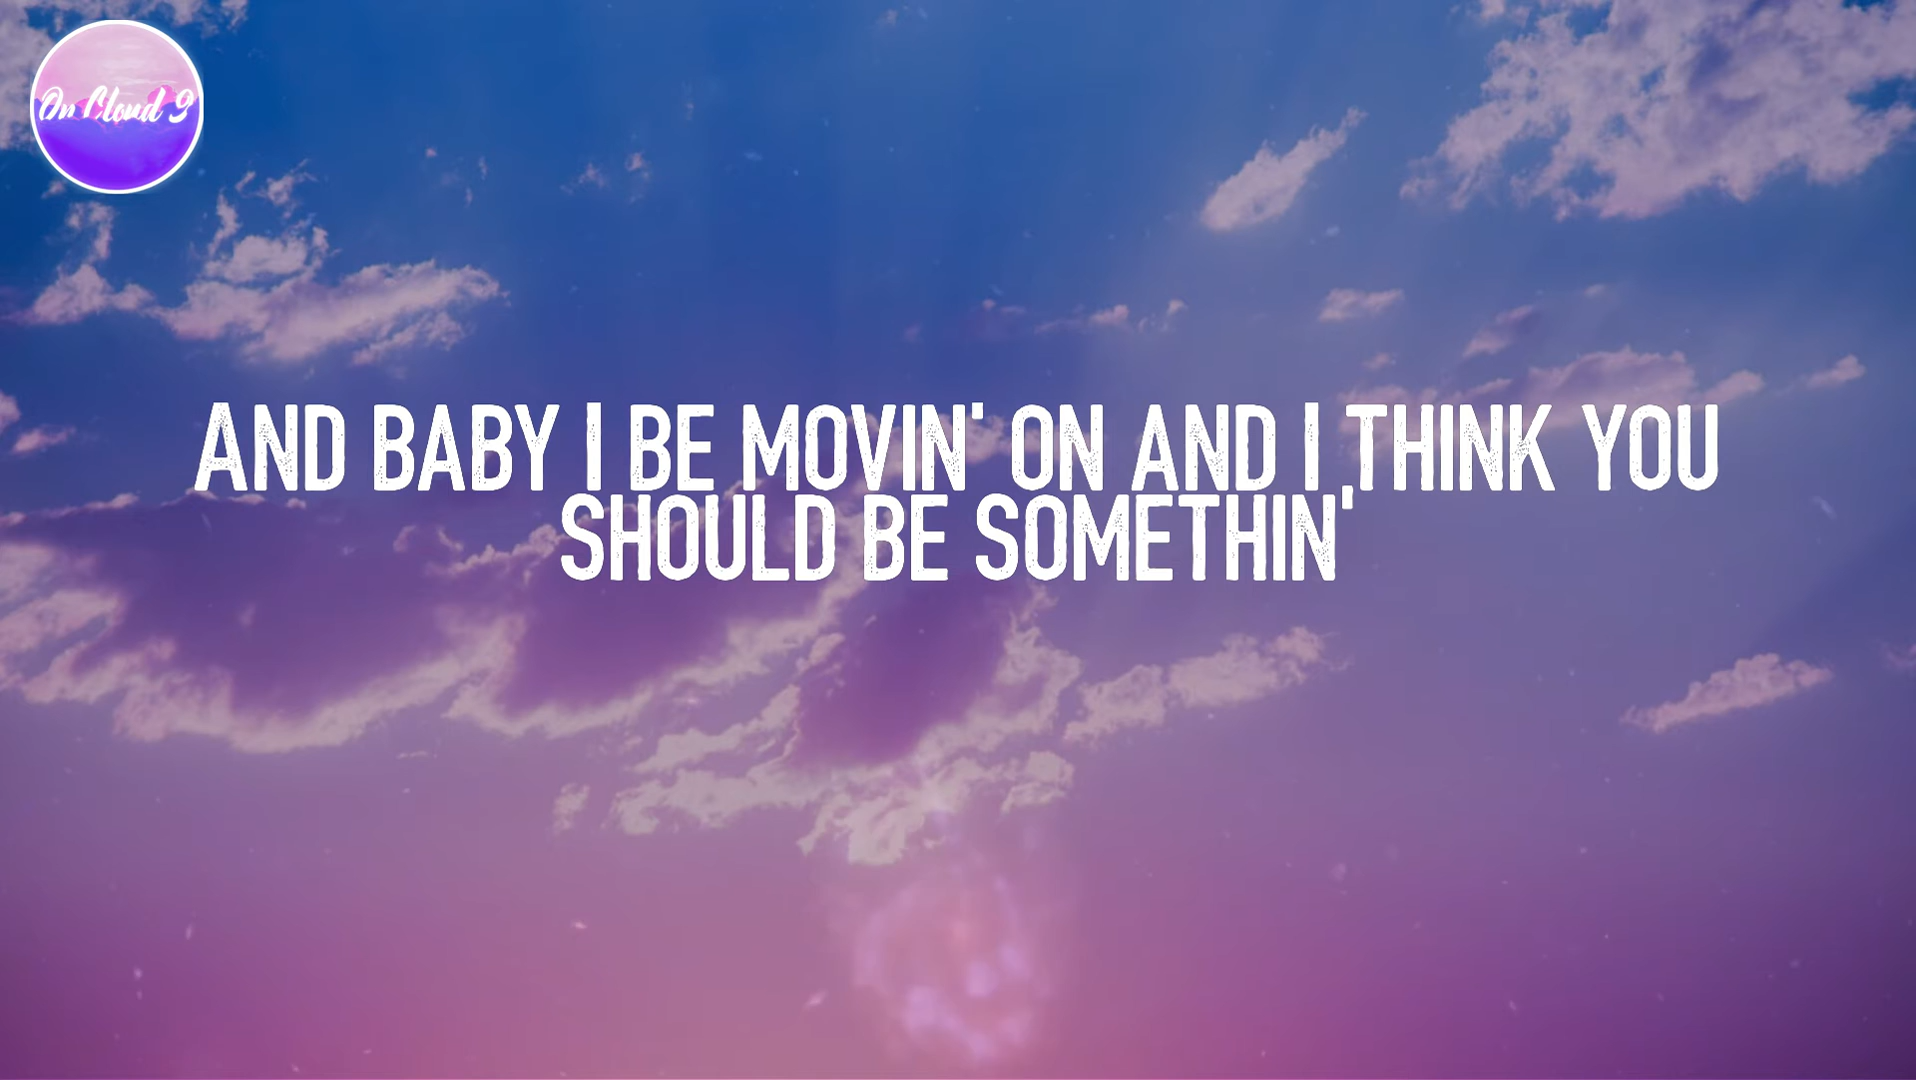 On Cloud 9
AND BABY I BE MOVIN' ON AND I THINK YOU
SHOULD BE SOMETHIN'